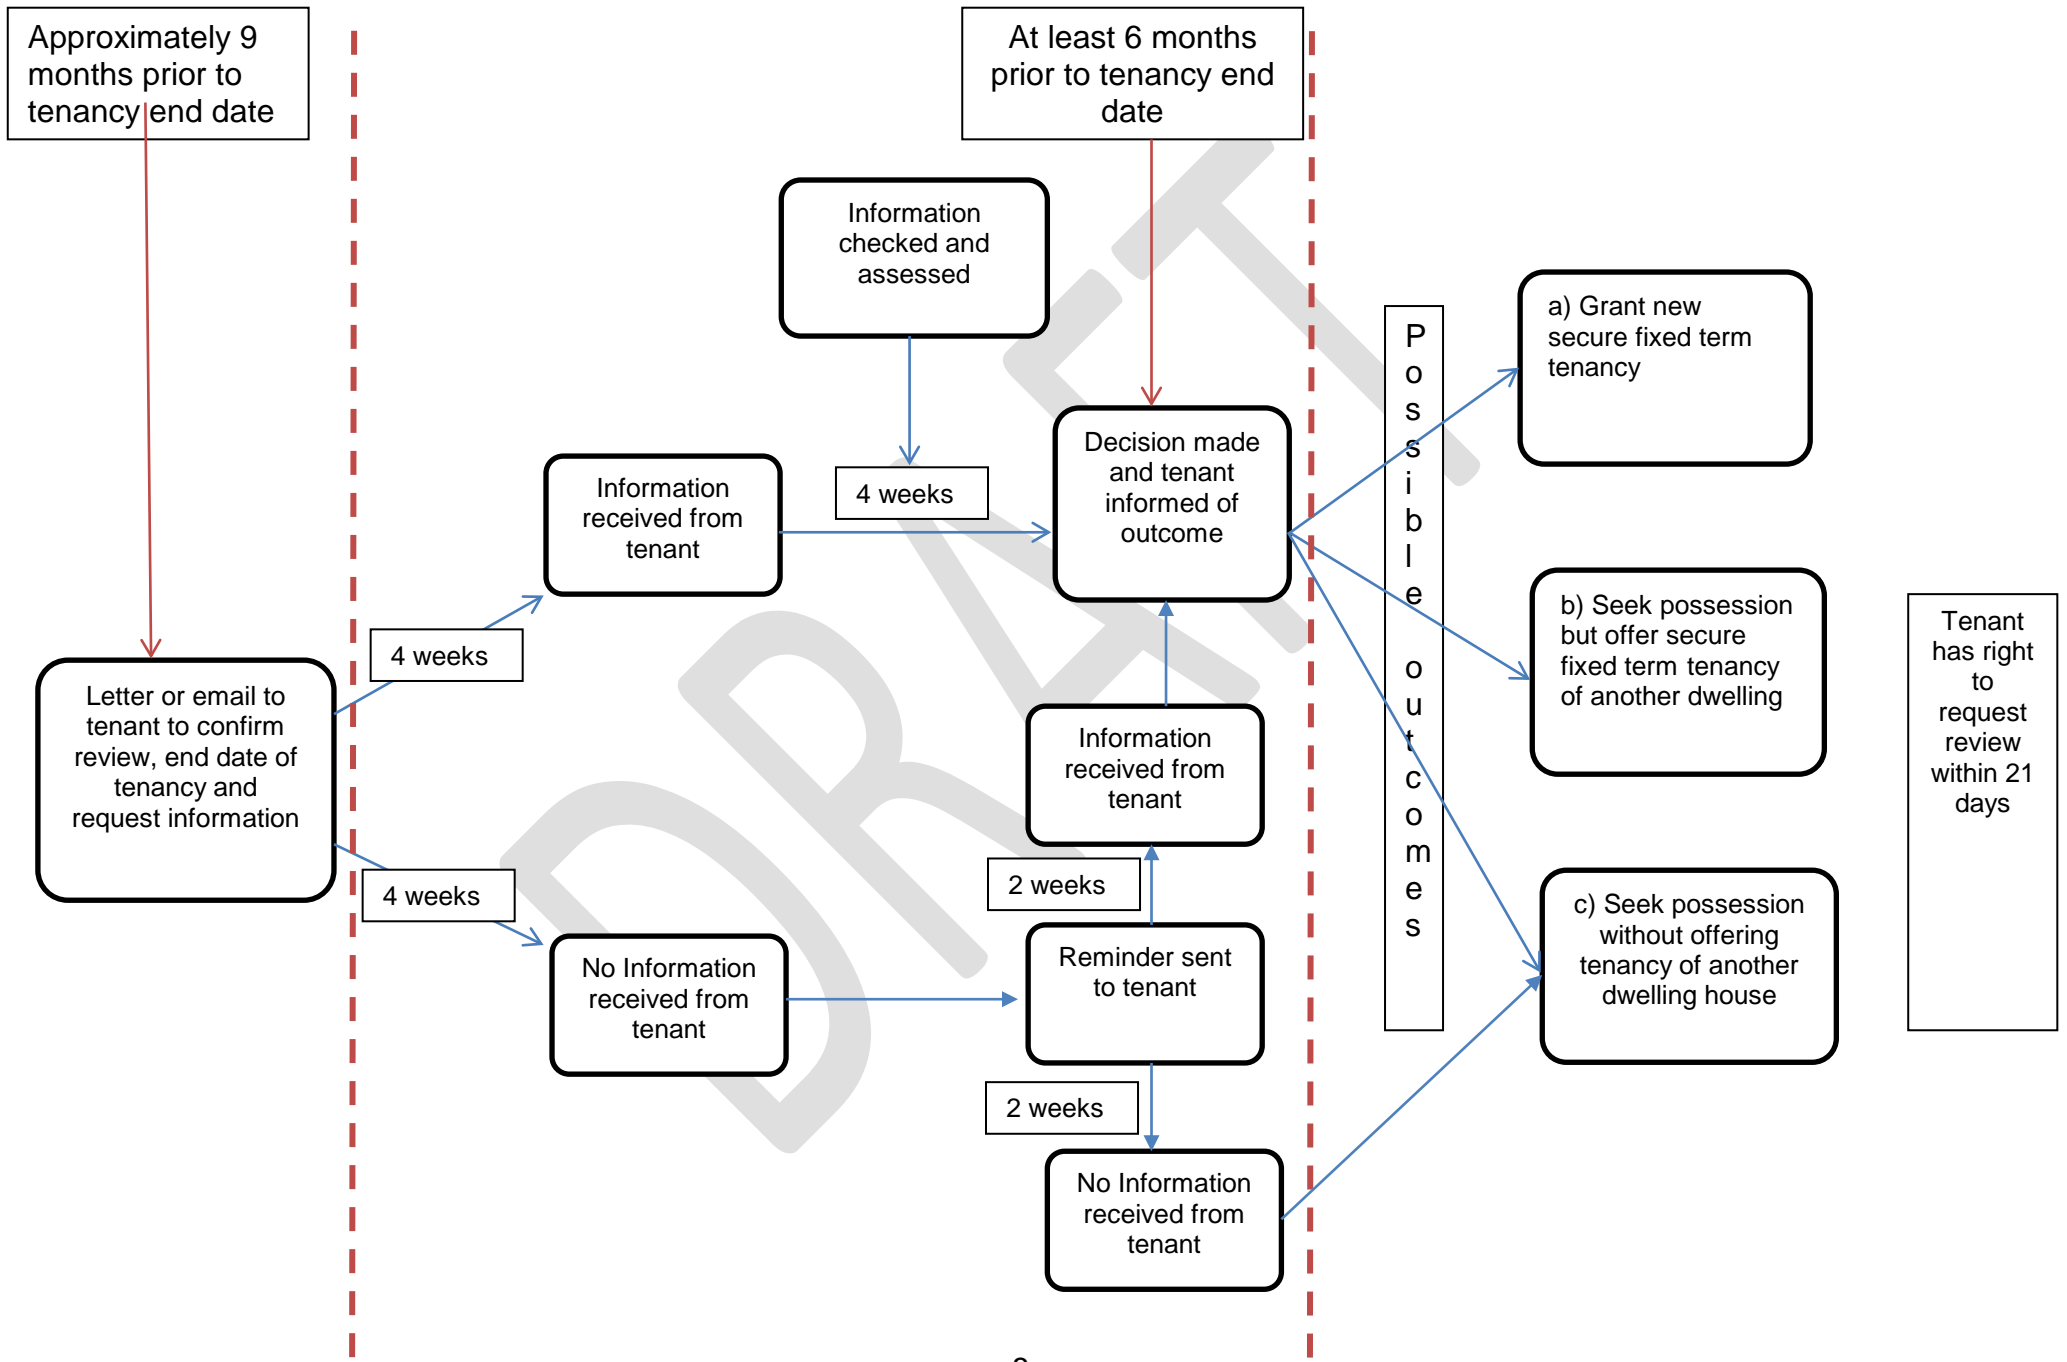 Approximately 9
months prior to
tenancy end date
At least 6 months
prior to tenancy end
date
Information
checked and
assessed
4 weeks
Information
received from
tenant
Decision made
and tenant
informed of
outcome
4 weeks
Letter or email to
tenant to confirm
review, end date of
tenancy and
request information
4 weeks
No Information
received from
tenant
Information
received from
tenant
2 weeks
Reminder sent
to tenant
2 weeks
No Information
received from
tenant
Possible outcomes
a) Grant new
secure fixed term
tenancy
b) Seek possession
but offer secure
fixed term tenancy
of another dwelling
c) Seek possession
without offering
tenancy of another
dwelling house
Tenant
has right
to
request
review
within 21
days
DRAFT